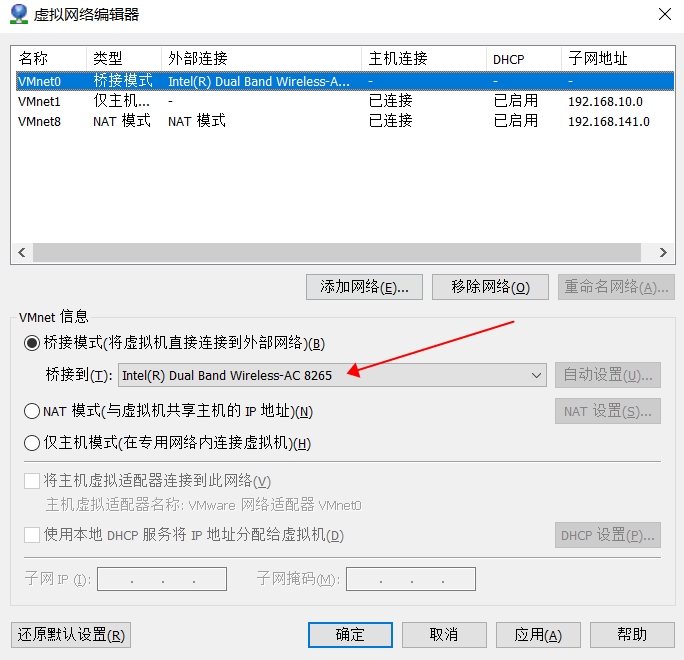 虚拟网络编辑器
名称 类型 外部连接 主机连接 DHCP 子网地址
VMnet0 桥接模式 Intel(R) Dual Band Wireless-A... - - -
VMnet1 仅主机... - 已连接 已启用 192.168.10.0
VMnet8 NAT 模式 NAT 模式 已连接 已启用 192.168.141.0
添加网络(E)... 移除网络(O) 重命名网络(A)...
VMnet 信息
桥接模式(将虚拟机直接连接到外部网络)(B)
桥接到(T): Intel(R) Dual Band Wireless-AC 8265 自动设置(U)...
NAT 模式(与虚拟机共享主机的 IP 地址)(N) NAT 设置(S)...
仅主机模式(在专用网络内连接虚拟机)(H)
将主机虚拟适配器连接到此网络(V)
主机虚拟适配器名称: VMware 网络适配器 VMnet0
使用本地 DHCP 服务将 IP 地址分配给虚拟机(D) DHCP 设置(P)...
子网 IP (I): . . . 子网掩码(M): . . .
还原默认设置(R) 确定 取消 应用(A) 帮助